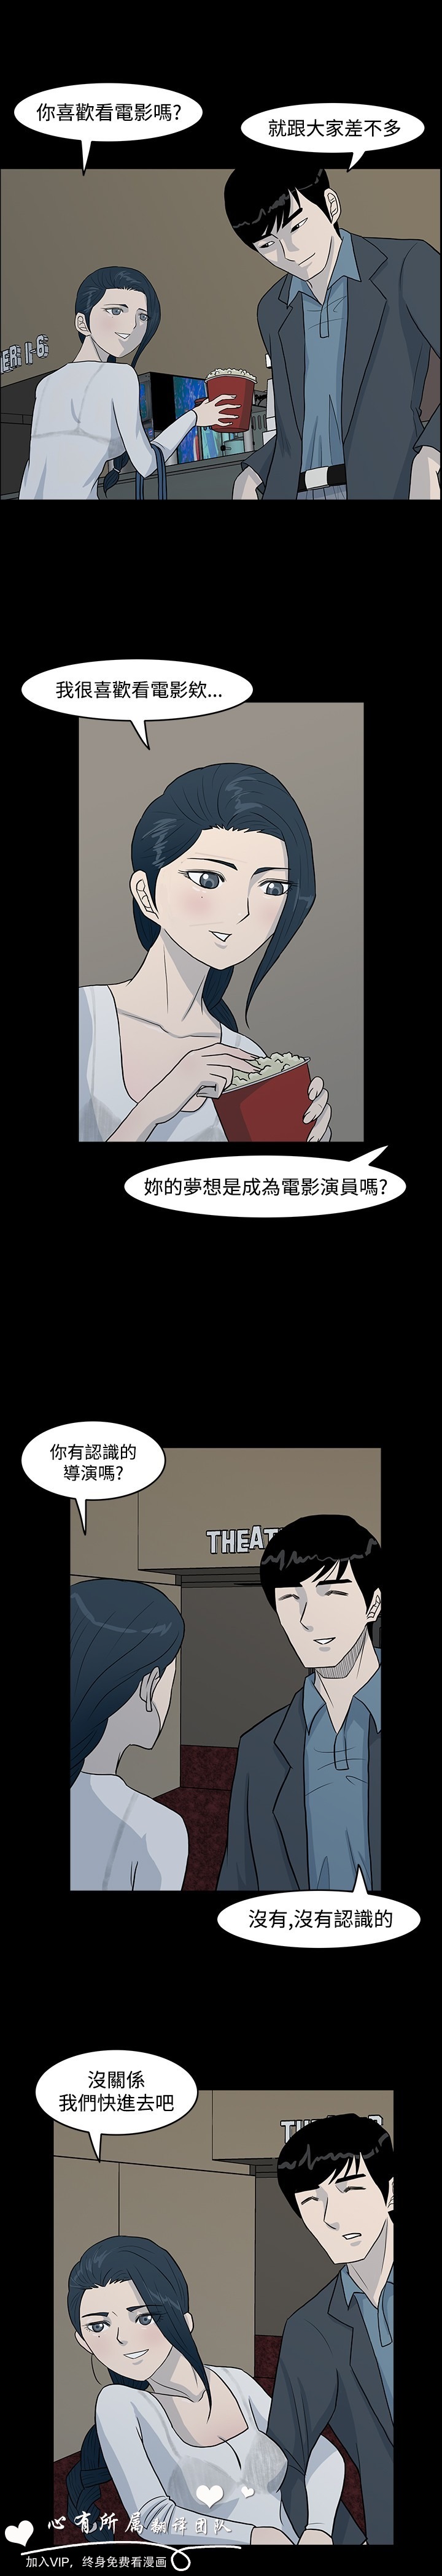 你喜歡看電影嗎?
就跟大家差不多
ER: 1-6
我很喜歡看電影欸...
妳的夢想是成為電影演員嗎?
你有認識的
導演嗎?
THEAT
沒有,沒有認識的
沒關係
我們快進去吧
心有所属翻译团队
加入VIP，终身免费看漫画